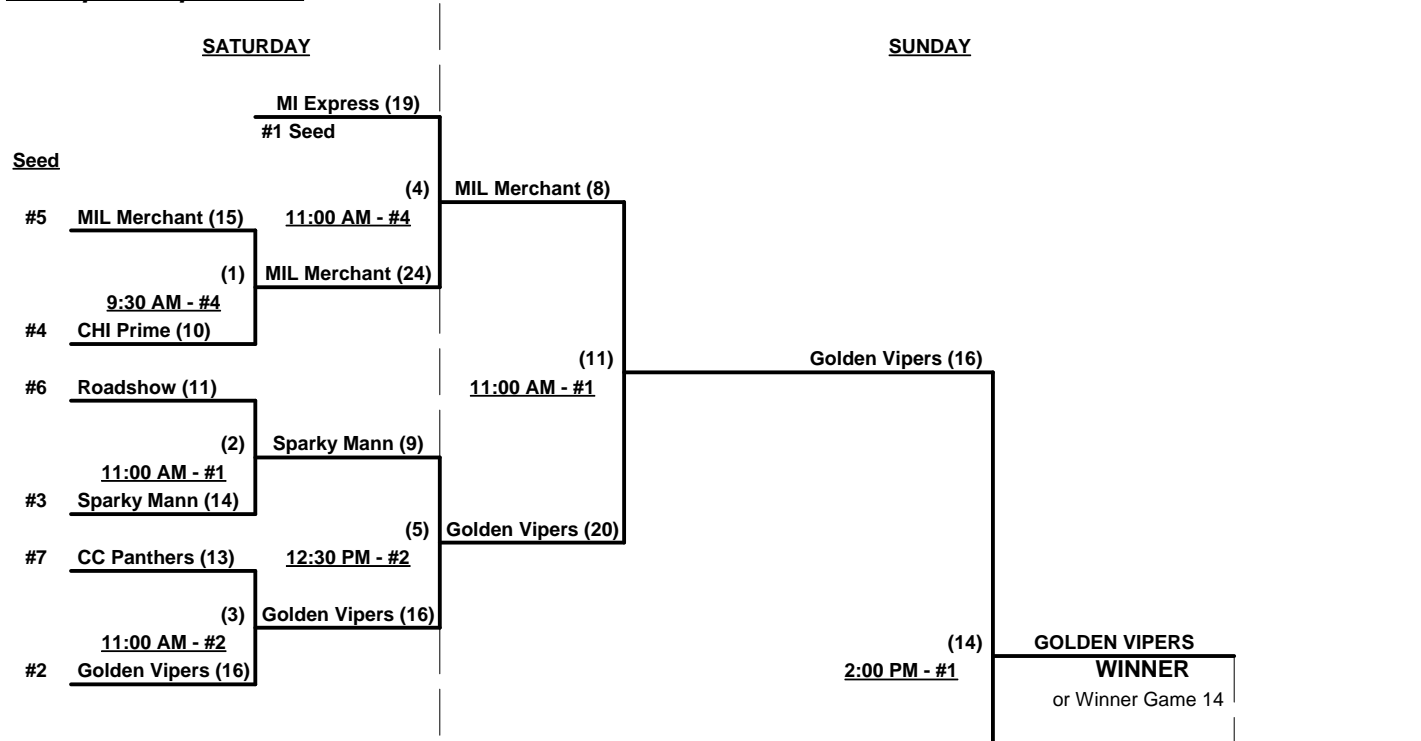 SATURDAY SUNDAY
MI Express (19)
#1 Seed
Seed
(4) MIL Merchant (8)
#5 MIL Merchant (15) 11:00 AM - #4
(1) MIL Merchant (24)
9:30 AM - #4
#4 CHI Prime (10)
(11) Golden Vipers (16)
#6 Roadshow (11) 11:00 AM - #1
(2) Sparky Mann (9)
11:00 AM - #1
#3 Sparky Mann (14)
(5) Golden Vipers (20)
#7 CC Panthers (13) 12:30 PM - #2
(3) Golden Vipers (16)
11:00 AM - #2 (14) GOLDEN VIPERS
#2 Golden Vipers (16) 2:00 PM - #1 WINNER
or Winner Game 14